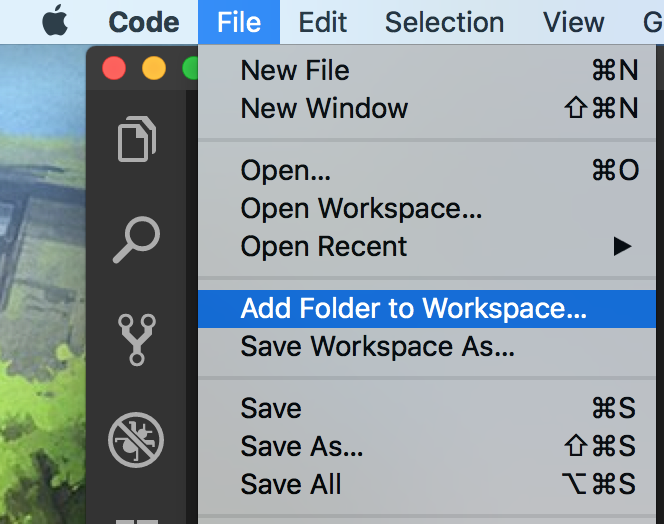 Code File Edit Selection View G
New File ⌘N
New Window ⇧⌘N
Open... ⌘O
Open Workspace...
Open Recent ▶
Add Folder to Workspace...
Save Workspace As...
Save ⌘S
Save As... ⇧⌘S
Save All ⌥⌘S